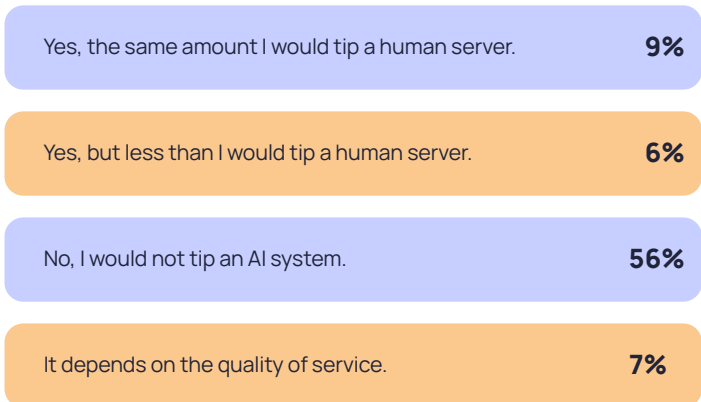 Yes, the same amount I would tip a human server. 9%
Yes, but less than I would tip a human server. 6%
No, I would not tip an AI system. 56%
It depends on the quality of service. 7%